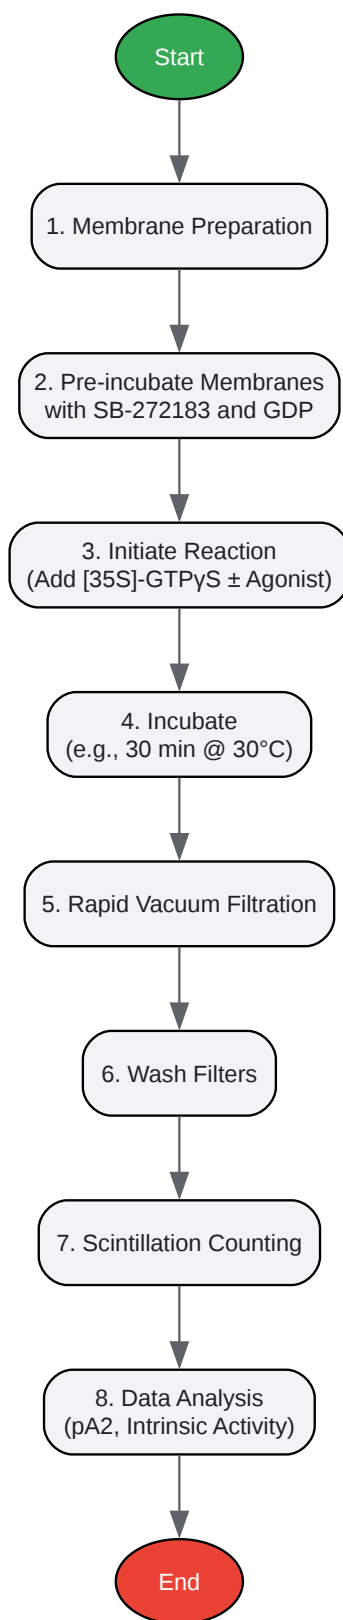 Start
1. Membrane Preparation
2. Pre-incubate Membranes
with SB-272183 and GDP
3. Initiate Reaction
(Add [35S]-GTPγS ± Agonist)
4. Incubate
(e.g., 30 min @ 30°C)
5. Rapid Vacuum Filtration
6. Wash Filters
7. Scintillation Counting
8. Data Analysis
(pA2, Intrinsic Activity)
End